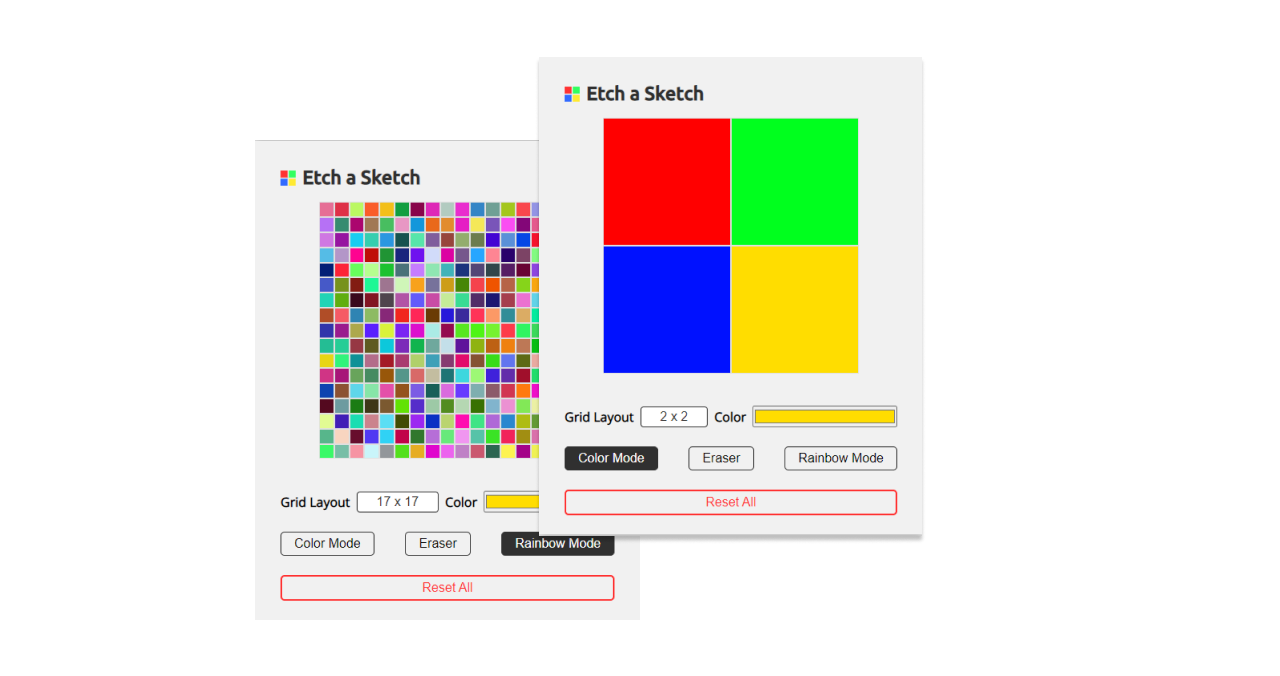 Etch a Sketch
Grid Layout 17 x 17 Color
Color Mode Eraser Rainbow Mode
Reset All
Etch a Sketch
Grid Layout 2 x 2 Color
Color Mode Eraser Rainbow Mode
Reset All